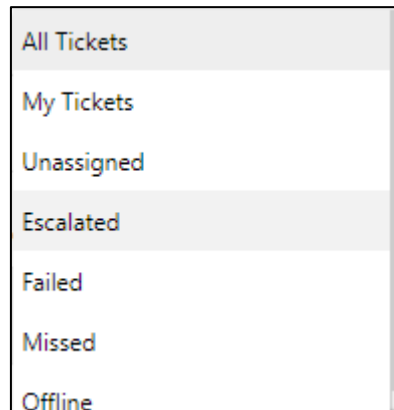 All Tickets
My Tickets
Unassigned
Escalated
Failed
Missed
Offline